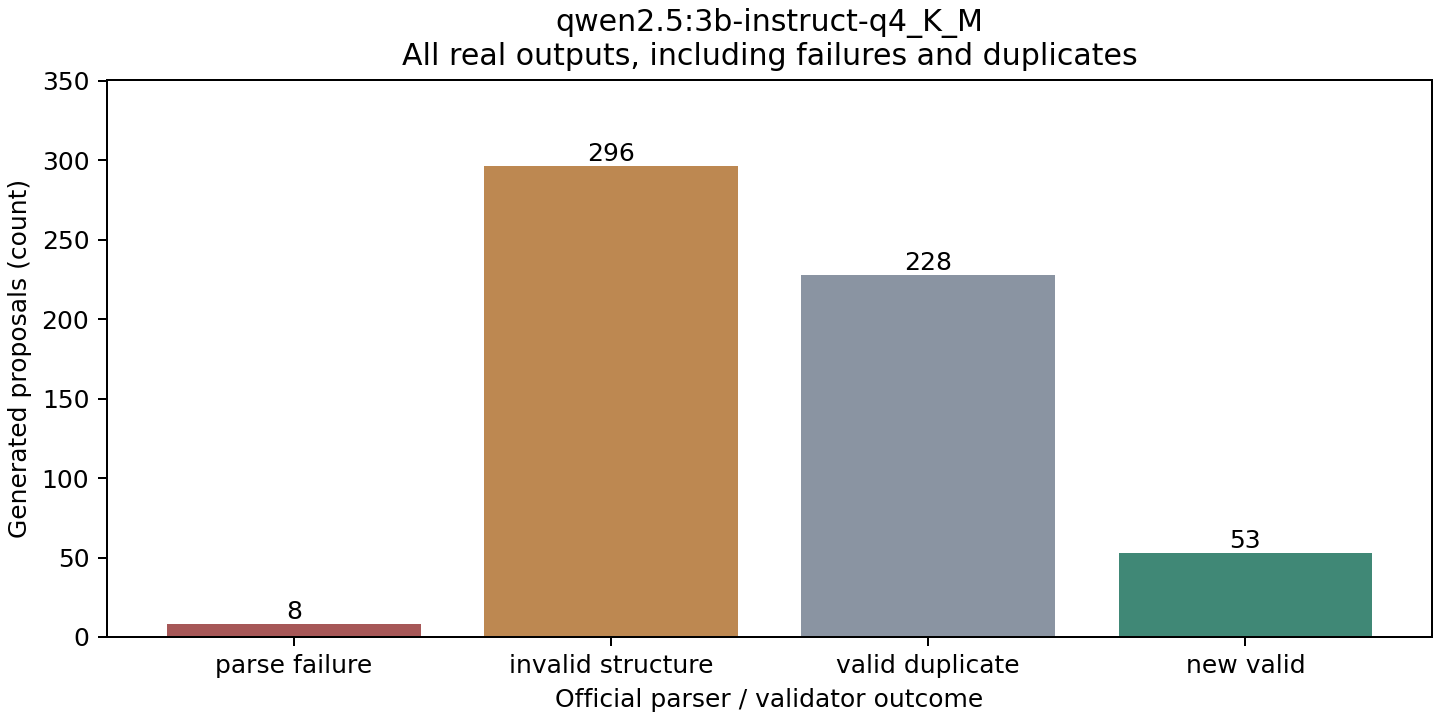 qwen2.5:3b-instruct-q4_K_M
All real outputs, including failures and duplicates
Generated proposals (count)
350
300
250
200
150
100
50
0
8
296
228
53
parse failure
invalid structure
valid duplicate
new valid
Official parser / validator outcome